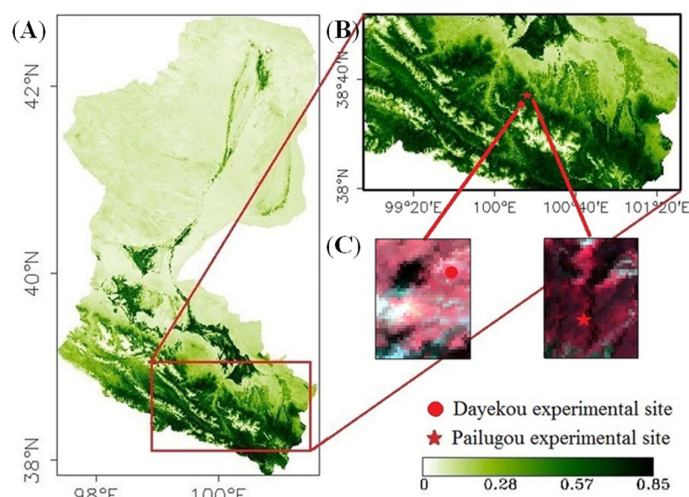 (A)
42°N
40°N
38°N
98°E
100°E
(B)
38°40'N
38°N
99°20'E
100°E
100°40'E
101°20'E
(C)
Dayekou experimental site
Pailugou experimental site
0
0.28
0.57
0.85